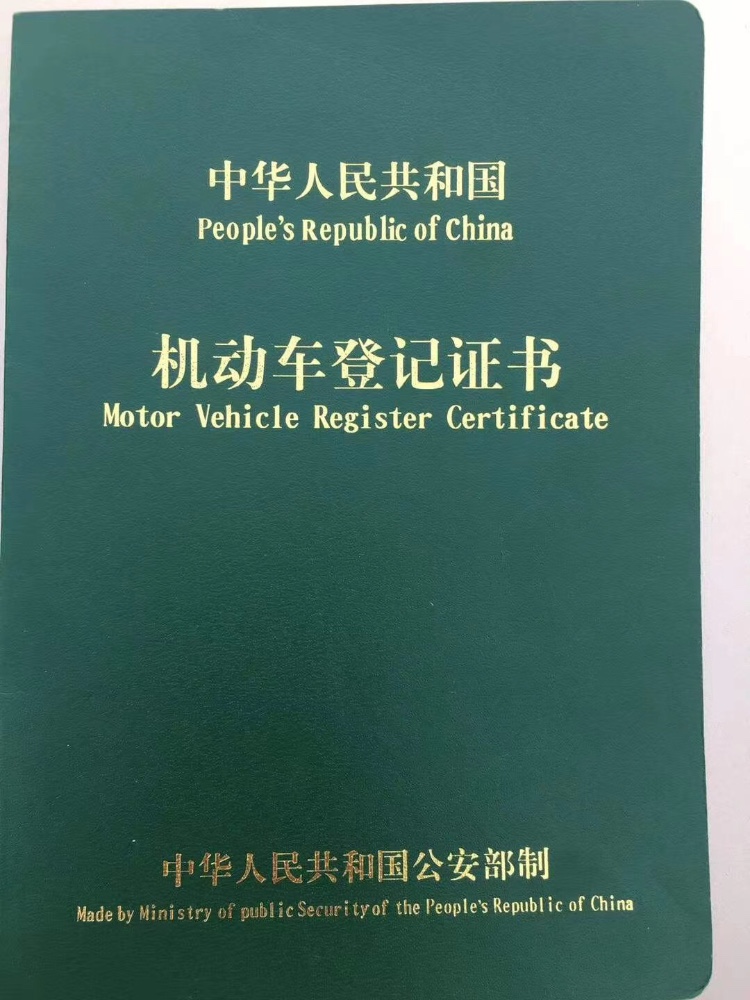 中华人民共和国
People's Republic of China
机动车登记证书
Motor Vehicle Register Certificate
中华人民共和国公安部制
Made by Ministry of public Security of the People's Republic of China